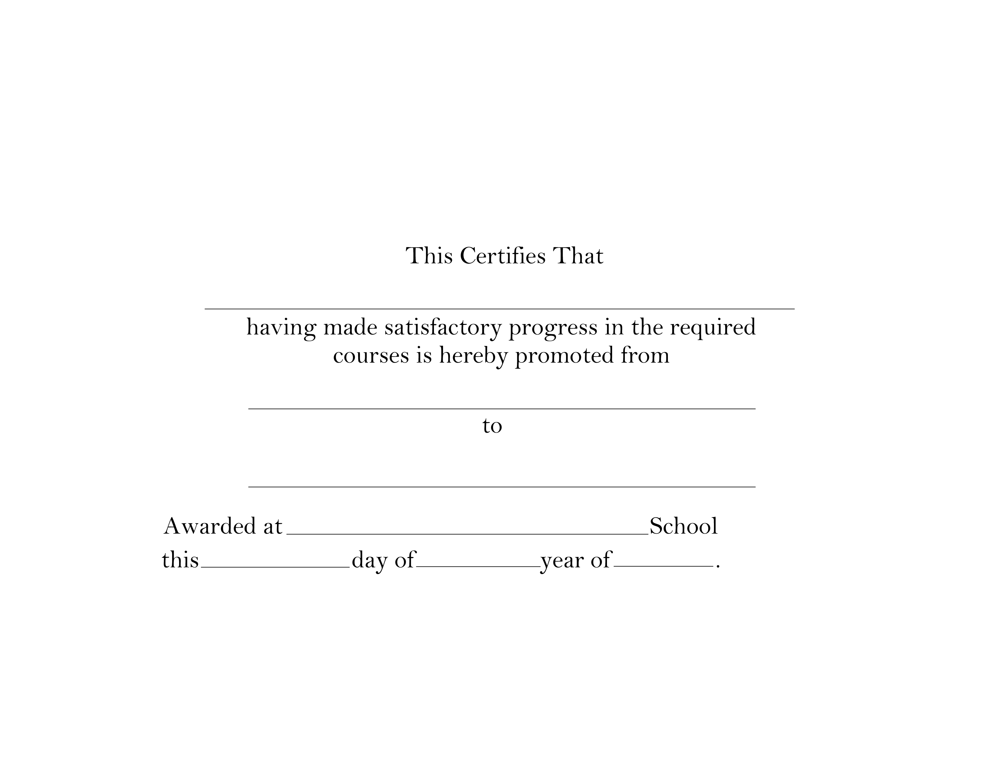 This Certifies That
having made satisfactory progress in the required
courses is hereby promoted from
to
Awarded at School
this day of year of .